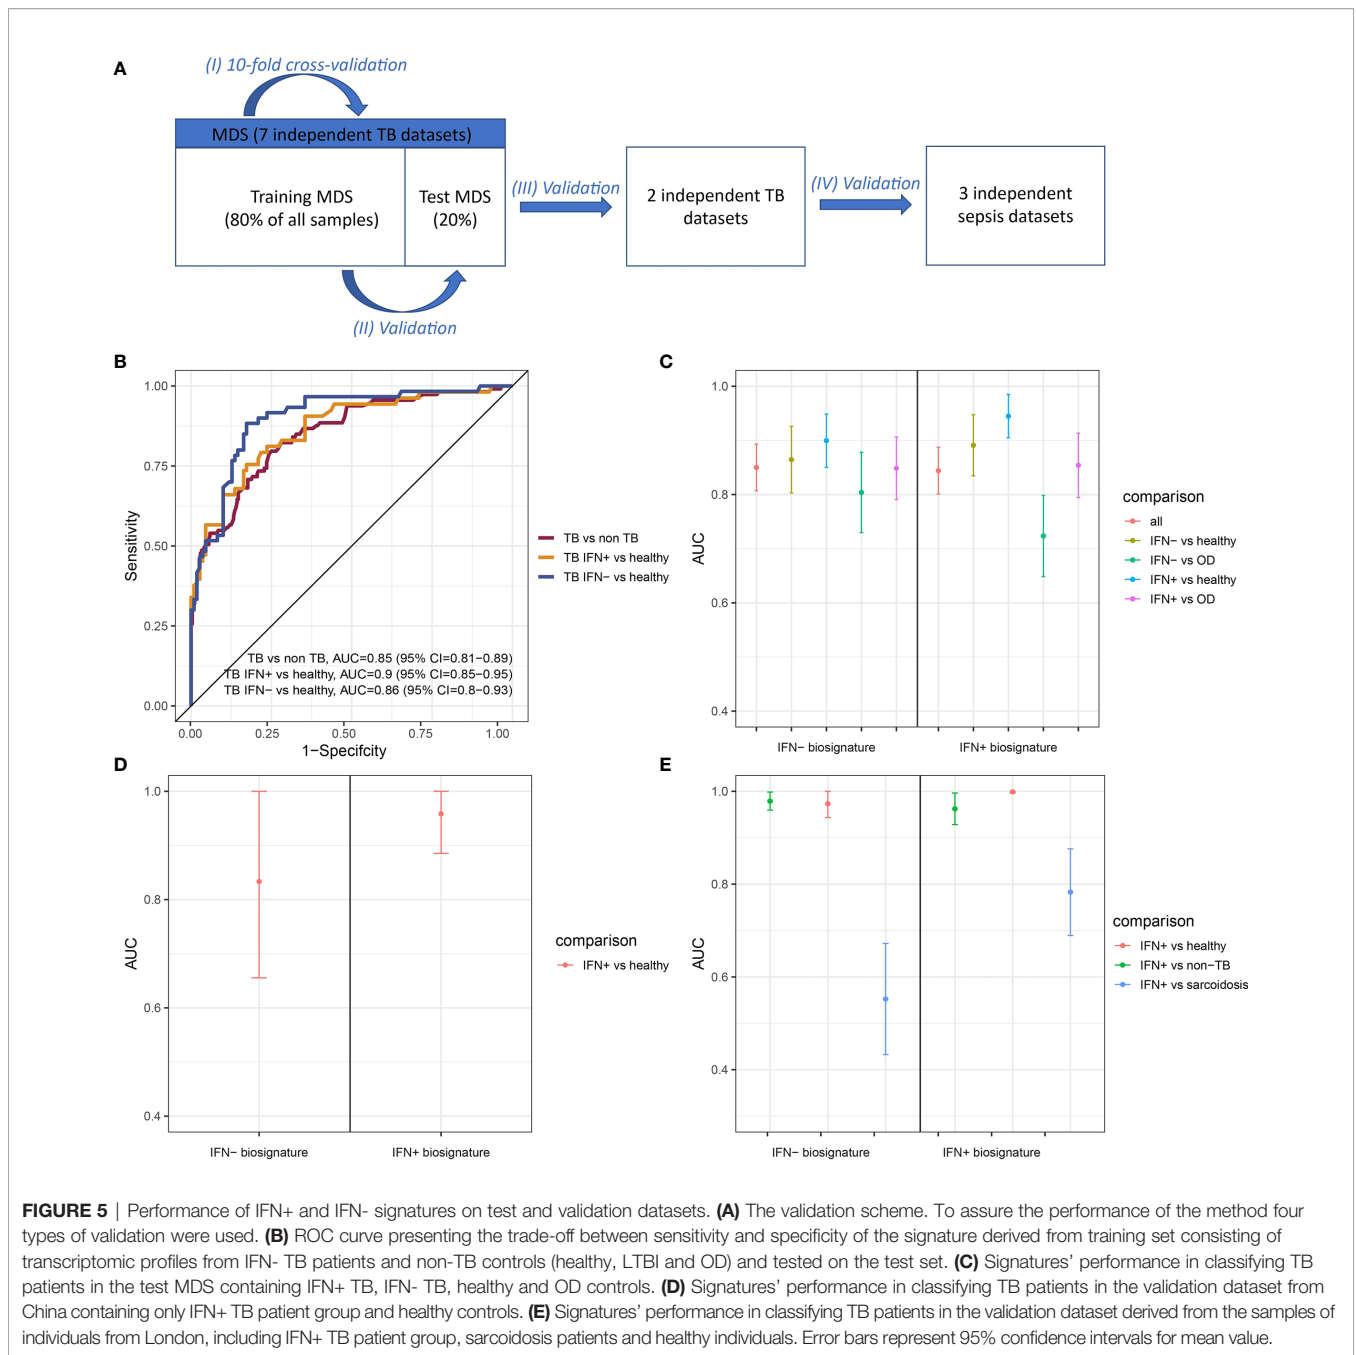 A
(I) 10-fold cross-validation
MDS (7 independent TB datasets)
Training MDS
(80% of all samples)
Test MDS
(20%)
(III) Validation
2 independent TB
datasets
(IV) Validation
3 independent
sepsis datasets
(II) Validation
B
1.00
0.75
0.50
0.25
0.00
Sensitivity
TB vs non TB, AUC=0.85 (95% CI=0.81−0.89)
TB IFN+ vs healthy, AUC=0.9 (95% CI=0.85−0.95)
TB IFN− vs healthy, AUC=0.86 (95% CI=0.8−0.93)
0.00 0.25 0.50 0.75 1.00
1−Specifcity
TB vs non TB
TB IFN+ vs healthy
TB IFN− vs healthy
C
1.0
0.8
0.6
0.4
AUC
IFN− biosignature IFN+ biosignature
comparison
all
IFN− vs healthy
IFN− vs OD
IFN+ vs healthy
IFN+ vs OD
D
1.0
0.8
0.6
0.4
AUC
IFN− biosignature IFN+ biosignature
comparison
IFN+ vs healthy
E
1.0
0.8
0.6
0.4
AUC
IFN− biosignature IFN+ biosignature
comparison
IFN+ vs healthy
IFN+ vs non−TB
IFN+ vs sarcoidosis
FIGURE 5 | Performance of IFN+ and IFN- signatures on test and validation datasets. (A) The validation scheme. To assure the performance of the method four
types of validation were used. (B) ROC curve presenting the trade-off between sensitivity and specificity of the signature derived from training set consisting of
transcriptomic profiles from IFN- TB patients and non-TB controls (healthy, LTBI and OD) and tested on the test set. (C) Signatures’ performance in classifying TB
patients in the test MDS containing IFN+ TB, IFN- TB, healthy and OD controls. (D) Signatures’ performance in classifying TB patients in the validation dataset from
China containing only IFN+ TB patient group and healthy controls. (E) Signatures’ performance in classifying TB patients in the validation dataset derived from the samples of
individuals from London, including IFN+ TB patient group, sarcoidosis patients and healthy individuals. Error bars represent 95% confidence intervals for mean value.